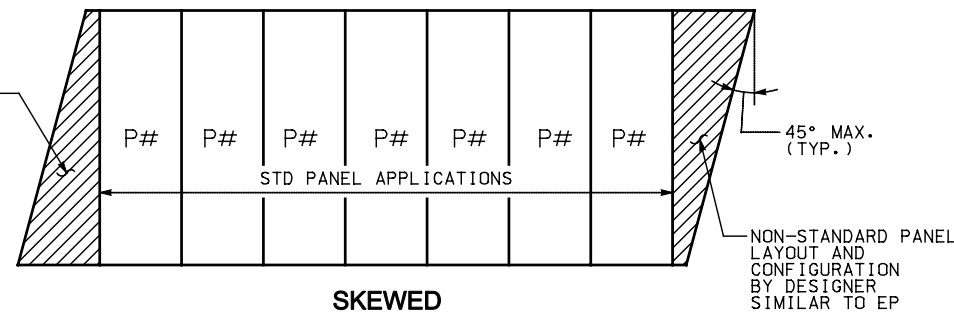 P# P# P# P# P# P# P#
STD PANEL APPLICATIONS
45° MAX.
(TYP.)
NON-STANDARD PANEL
LAYOUT AND
CONFIGURATION
BY DESIGNER
SIMILAR TO EP
SKEWED